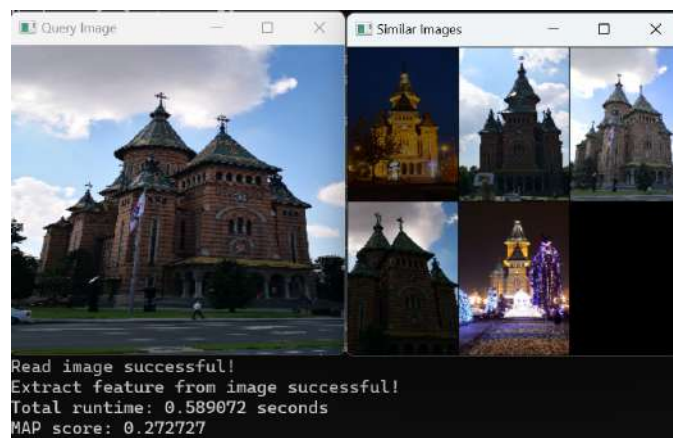 Query Image
Similar Images
Read image successful!
Extract feature from image successful!
Total runtime: 0.589072 seconds
MAP score: 0.272727